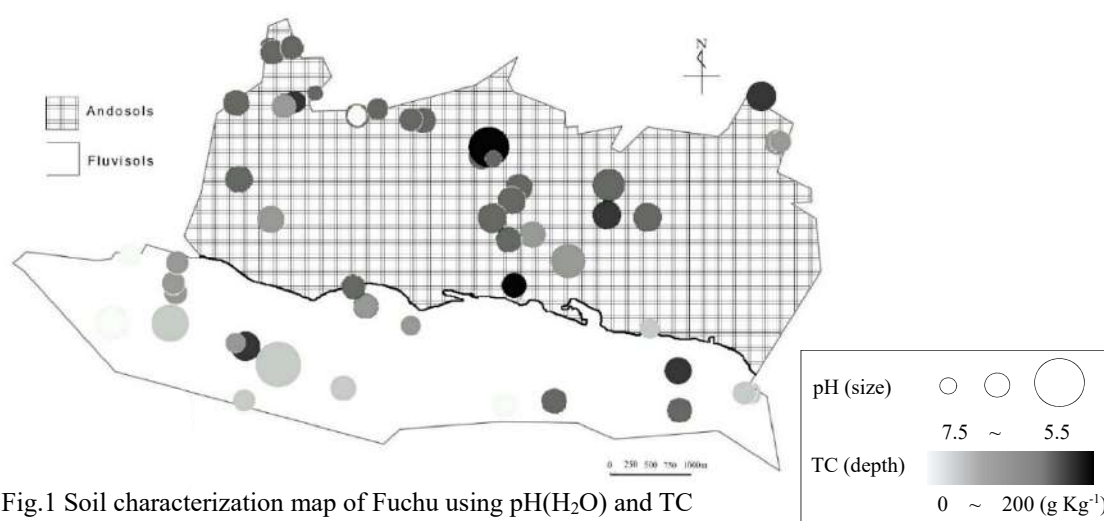 N
Andosols
Fluvisols
pH (size)
7.5 ~ 5.5
TC (depth)
0 ~ 200 (g Kg-1)
0 250 500 750 1000m
Fig.1 Soil characterization map of Fuchu using pH(H2O) and TC